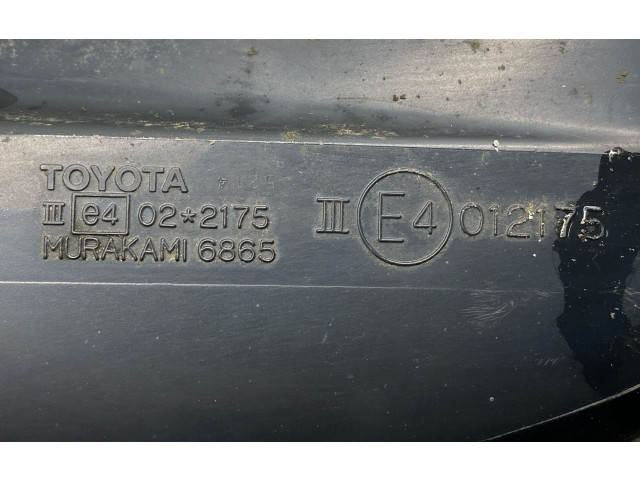 TOYOTA
III e4 02*2175
MURAKAMI 6865
III E4 012175